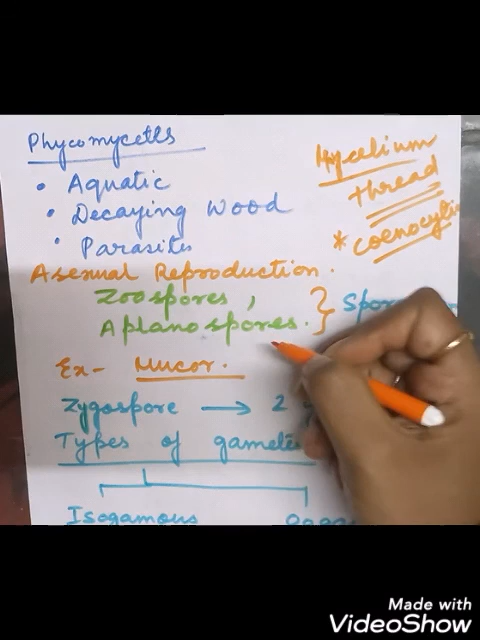 Phycomycetes
• Aquatic
• Decaying Wood
• Parasites
Mycelium
thread
* coenocytic
Asexual Reproduction.
Zoospores,
Aplanospores.
Ex- Mucor.
Zygospore → 2
Types of gametes
Isogamous
Made with
VideoShow